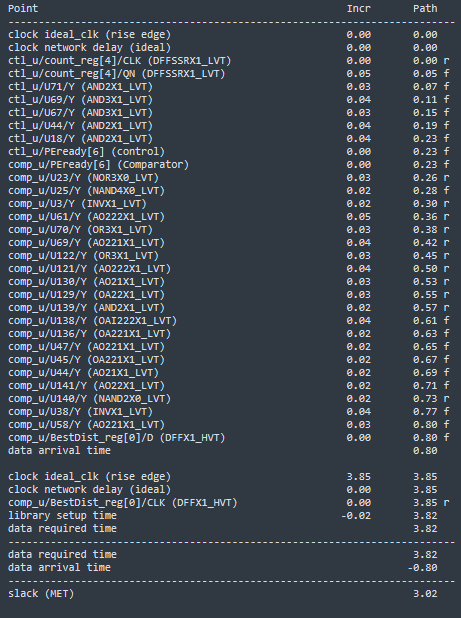 Point Incr Path
--------------------------------------------------------------------------
clock ideal_clk (rise edge) 0.00 0.00
clock network delay (ideal) 0.00 0.00
ctl_u/count_reg[4]/CLK (DFFSSRX1_LVT) 0.00 0.00 r
ctl_u/count_reg[4]/QN (DFFSSRX1_LVT) 0.05 0.05 f
ctl_u/U71/Y (AND2X1_LVT) 0.03 0.07 f
ctl_u/U69/Y (AND3X1_LVT) 0.04 0.11 f
ctl_u/U67/Y (AND3X1_LVT) 0.03 0.15 f
ctl_u/U44/Y (AND2X1_LVT) 0.04 0.19 f
ctl_u/U18/Y (AND2X1_LVT) 0.04 0.23 f
ctl_u/PEready[6] (control) 0.00 0.23 f
comp_u/PEready[6] (Comparator) 0.00 0.23 f
comp_u/U23/Y (NOR3X0_LVT) 0.03 0.26 r
comp_u/U25/Y (NAND4X0_LVT) 0.02 0.28 f
comp_u/U3/Y (INVX1_LVT) 0.02 0.30 r
comp_u/U61/Y (AO222X1_LVT) 0.05 0.36 r
comp_u/U70/Y (OR3X1_LVT) 0.03 0.38 r
comp_u/U69/Y (AO221X1_LVT) 0.04 0.42 r
comp_u/U122/Y (OR3X1_LVT) 0.03 0.45 r
comp_u/U121/Y (AO222X1_LVT) 0.04 0.50 r
comp_u/U130/Y (AO21X1_LVT) 0.03 0.53 r
comp_u/U129/Y (OA22X1_LVT) 0.03 0.55 r
comp_u/U139/Y (AND2X1_LVT) 0.02 0.57 r
comp_u/U138/Y (OAI222X1_LVT) 0.04 0.61 f
comp_u/U136/Y (OA221X1_LVT) 0.02 0.63 f
comp_u/U47/Y (AO221X1_LVT) 0.02 0.65 f
comp_u/U45/Y (OA221X1_LVT) 0.02 0.67 f
comp_u/U44/Y (AO21X1_LVT) 0.02 0.69 f
comp_u/U141/Y (AO22X1_LVT) 0.02 0.71 f
comp_u/U140/Y (NAND2X0_LVT) 0.02 0.73 r
comp_u/U38/Y (INVX1_LVT) 0.04 0.77 f
comp_u/U58/Y (AO221X1_LVT) 0.03 0.80 f
comp_u/BestDist_reg[0]/D (DFFX1_HVT) 0.00 0.80 f
data arrival time 0.80
clock ideal_clk (rise edge) 3.85 3.85
clock network delay (ideal) 0.00 3.85
comp_u/BestDist_reg[0]/CLK (DFFX1_HVT) 0.00 3.85 r
library setup time -0.02 3.82
data required time 3.82
--------------------------------------------------------------------------
data required time 3.82
data arrival time -0.80
--------------------------------------------------------------------------
slack (MET) 3.02